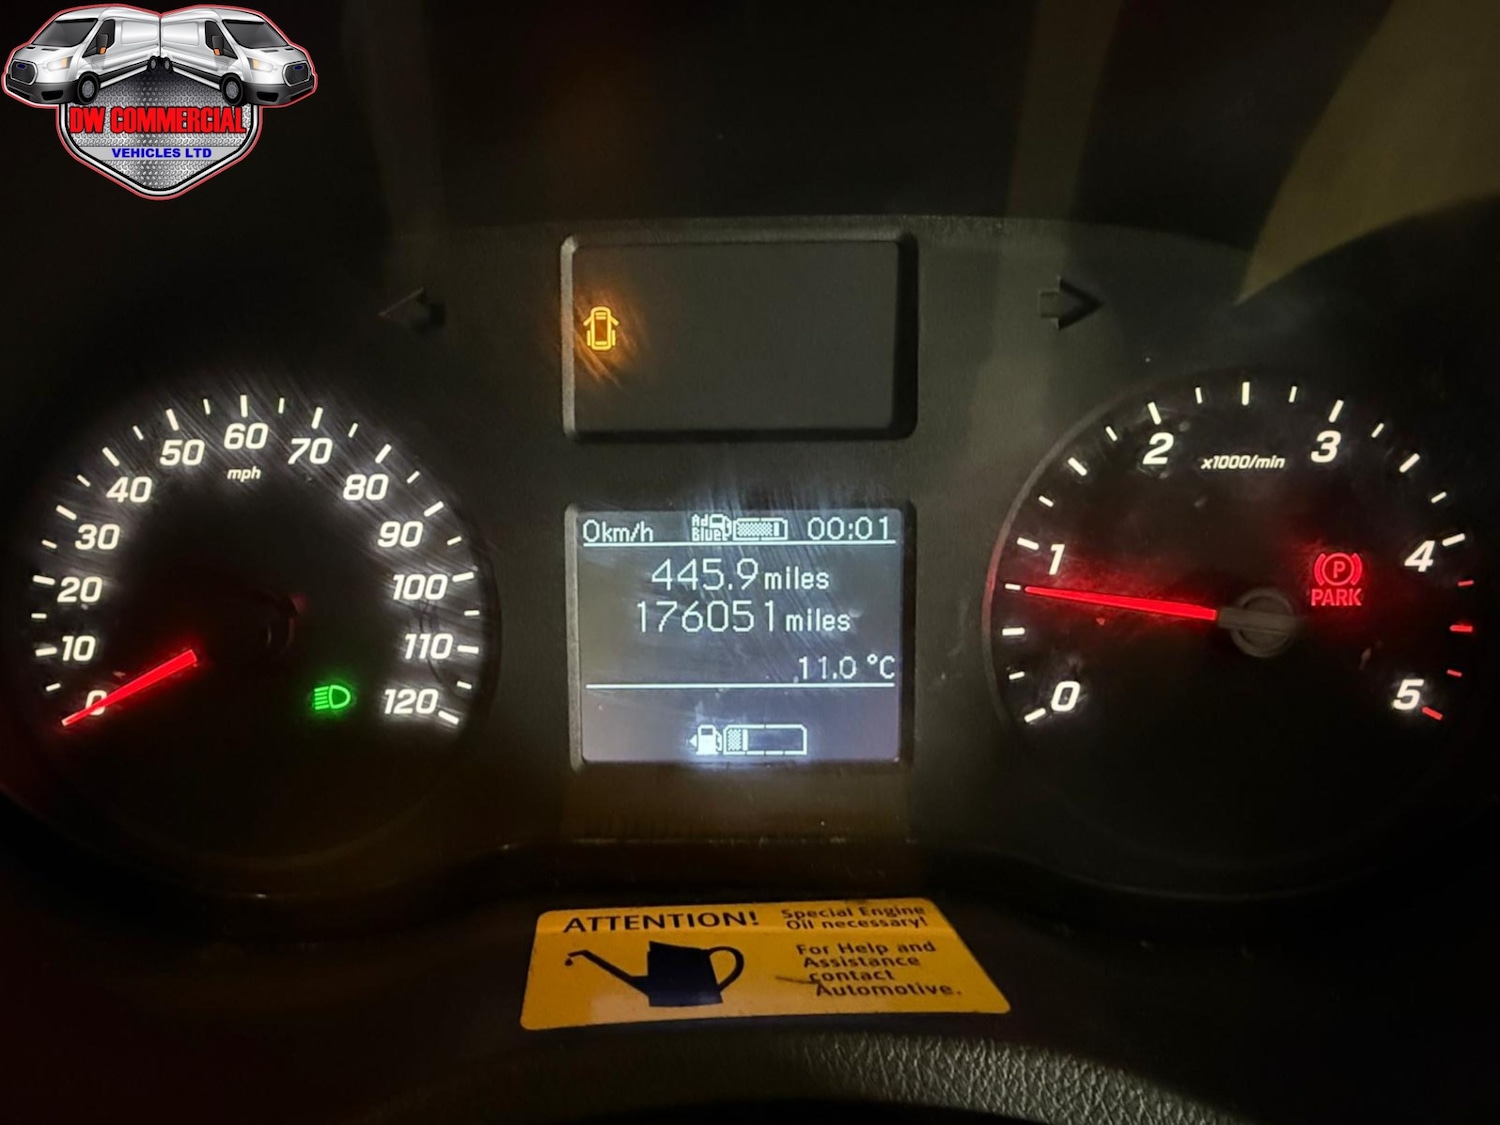 DW COMMERCIAL
VEHICLES LTD
0 10 20 30 40 50 60 70 80 90 100 110 120
mph
0km/h Ad Blue 00:01
445.9 miles
176051 miles
11.0 °C
0 1 2 3 4 5
x1000/min
P
PARK
ATTENTION!
Special Engine
Oil necessary!
For Help and
Assistance
contact
Automotive.